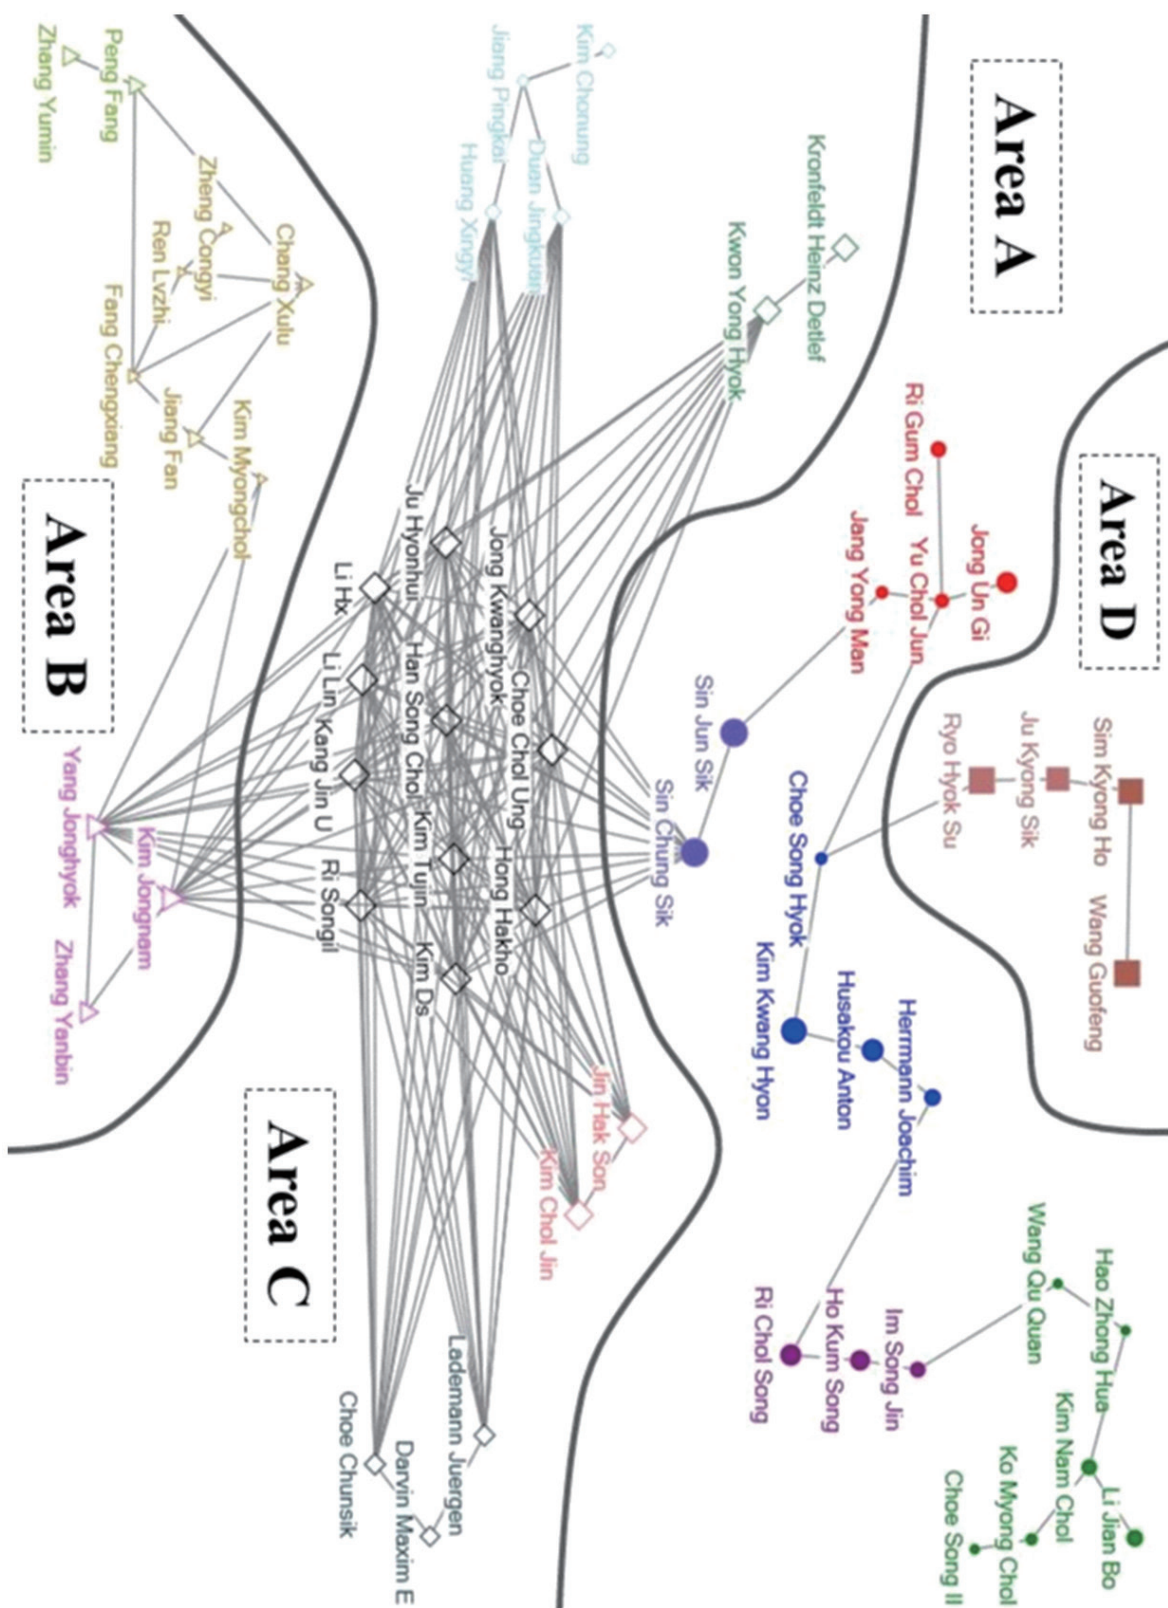 Area A
Area D
Area B
Area C
Zhang Yumin
Peng Fang
Zheng Congyi
Ren Lvzhi
Chang Xulu
Fang Chengxiang
Jiang Fan
Kim Myongchol
Yang Jonghyok
Kim Jongnam
Zhang Yanbin
Kim Chonung
Jiang Pingkai
Duan Jingkuan
Huang Xingyi
Kronfeldt Heinz Detlef
Kwon Yong Hyok
Ju Hyonhui
Jong Kwanghyok
Li Hx
Li Lin
Han Song Chol
Choe Chol Ung
Kang Jin U
Kim Tujin
Hong Hakho
Ri Songil
Kim Ds
Jin Hak Son
Kim Chol Jin
Lademann Juergen
Darvin Maxim E
Choe Chunsik
Ri Gum Chol
Jong Un Gi
Yu Chol Jun
Jang Yong Man
Sin Jun Sik
Sin Chung Sik
Choe Song Hyok
Kim Kwang Hyon
Husakou Anton
Herrmann Joachim
Ryo Hyok Su
Ju Kyong Sik
Sim Kyong Ho
Wang Guofeng
Ri Chol Song
Ho Kum Song
Im Song Jin
Wang Qu Quan
Hao Zhong Hua
Kim Nam Chol
Li Jian Bo
Ko Myong Chol
Choe Song Il